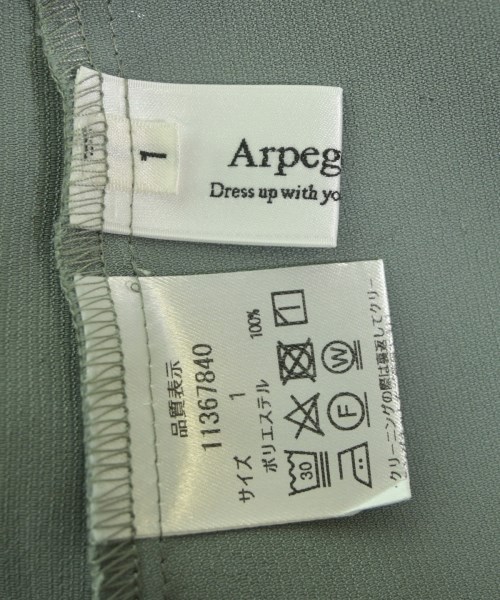 1
Arpeg
Dress up with yo
品質表示
11367840
サイズ 1
ポリエステル 100%
30
F W
クリーニングの際は裏返してクリー